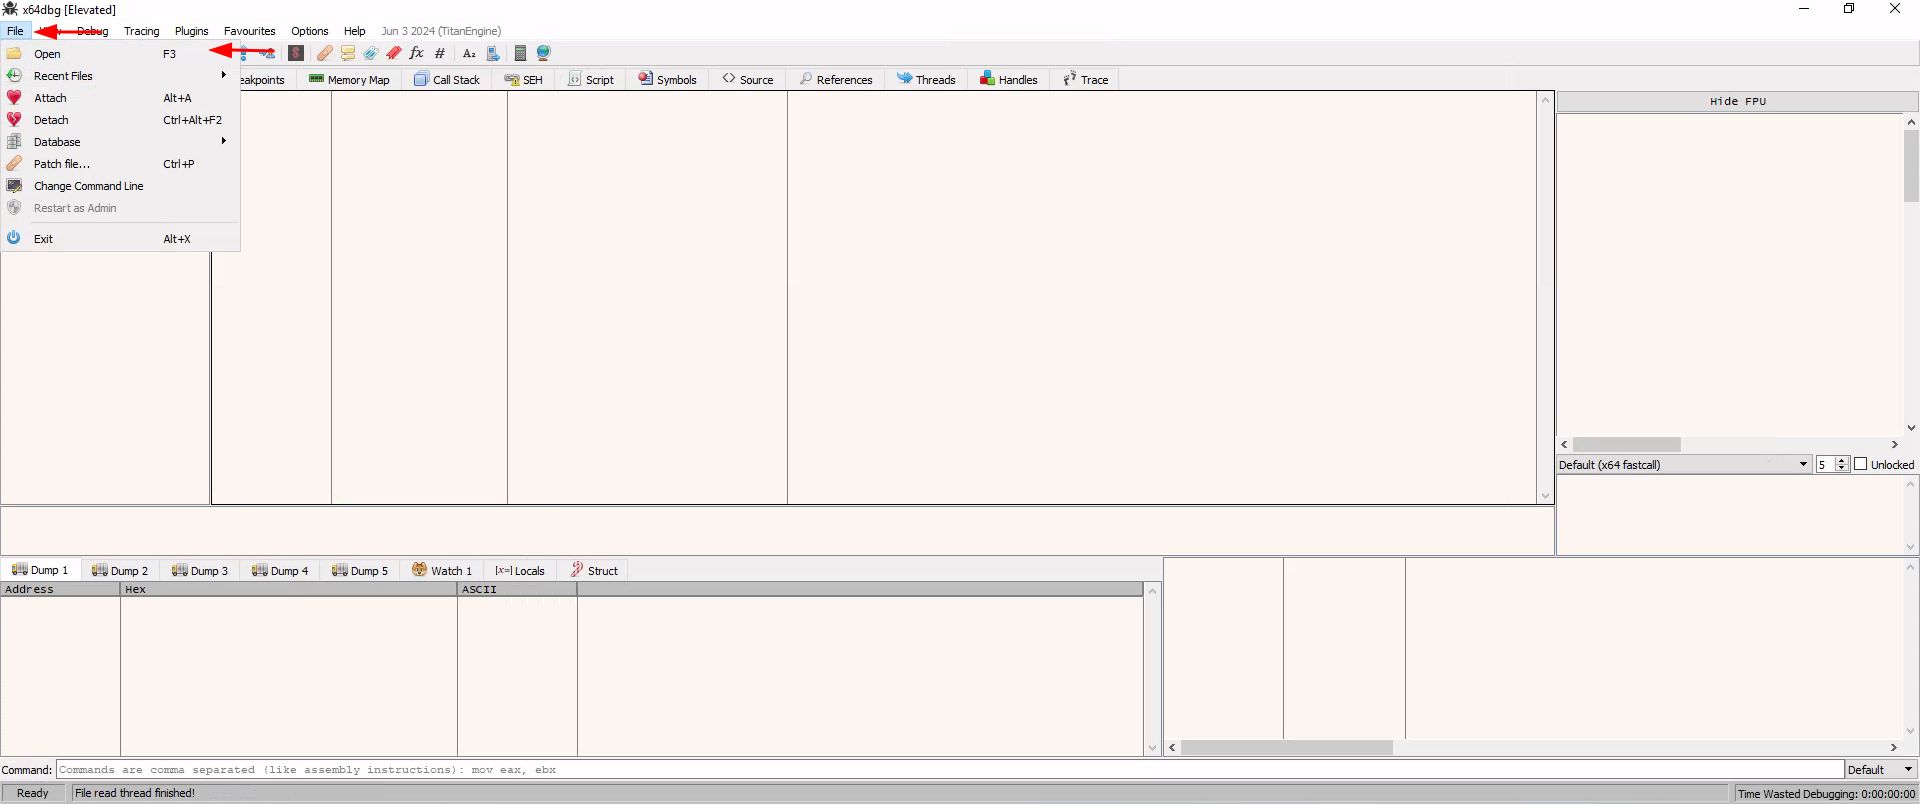 x64dbg [Elevated]
File Debug Tracing Plugins Favourites Options Help Jun 3 2024 (TitanEngine)
Open F3
Recent Files
Attach Alt+A
Detach Ctrl+Alt+F2
Database
Patch file... Ctrl+P
Change Command Line
Restart as Admin
Exit Alt+X
eakpoints Memory Map Call Stack SEH Script Symbols Source References Threads Handles Trace
Hide FPU
Default (x64 fastcall) 5 Unlocked
Dump 1 Dump 2 Dump 3 Dump 4 Dump 5 Watch 1 [x=] Locals Struct
Address Hex ASCII
Command: Commands are comma separated (like assembly instructions): mov eax, ebx Default
Ready File read thread finished! Time Wasted Debugging: 0:00:00:00